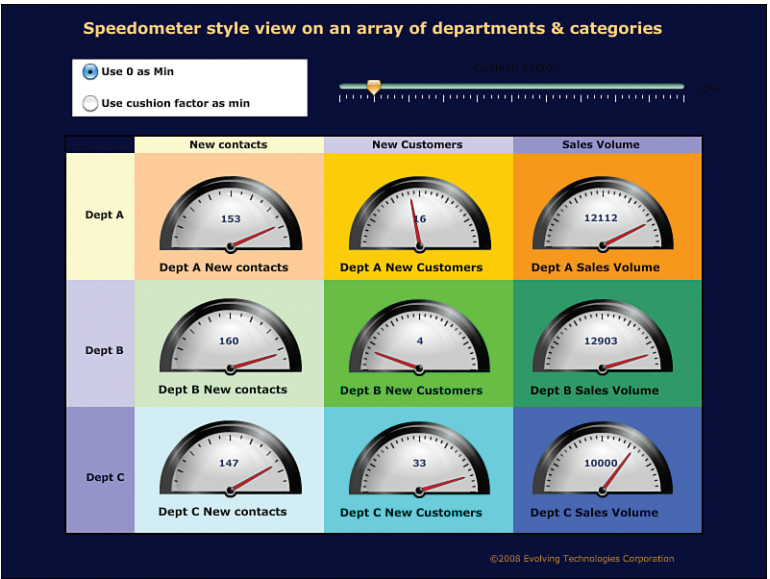 Speedometer style view on an array of departments & categories
Use 0 as Min
Use cushion factor as min
Cushion Factor
10%
New contacts New Customers Sales Volume
Dept A
153
16
12112
Dept A New contacts
Dept A New Customers
Dept A Sales Volume
Dept B
160
4
12903
Dept B New contacts
Dept B New Customers
Dept B Sales Volume
Dept C
147
33
10000
Dept C New contacts
Dept C New Customers
Dept C Sales Volume
©2008 Evolving Technologies Corporation